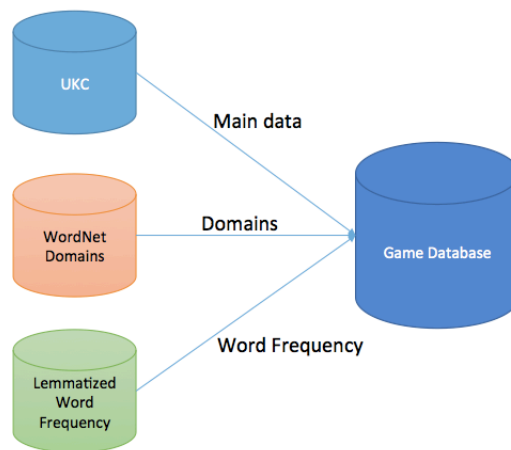 UKC
Main data
WordNet
Domains
Domains
Game Database
Word Frequency
Lemmatized
Word
Frequency